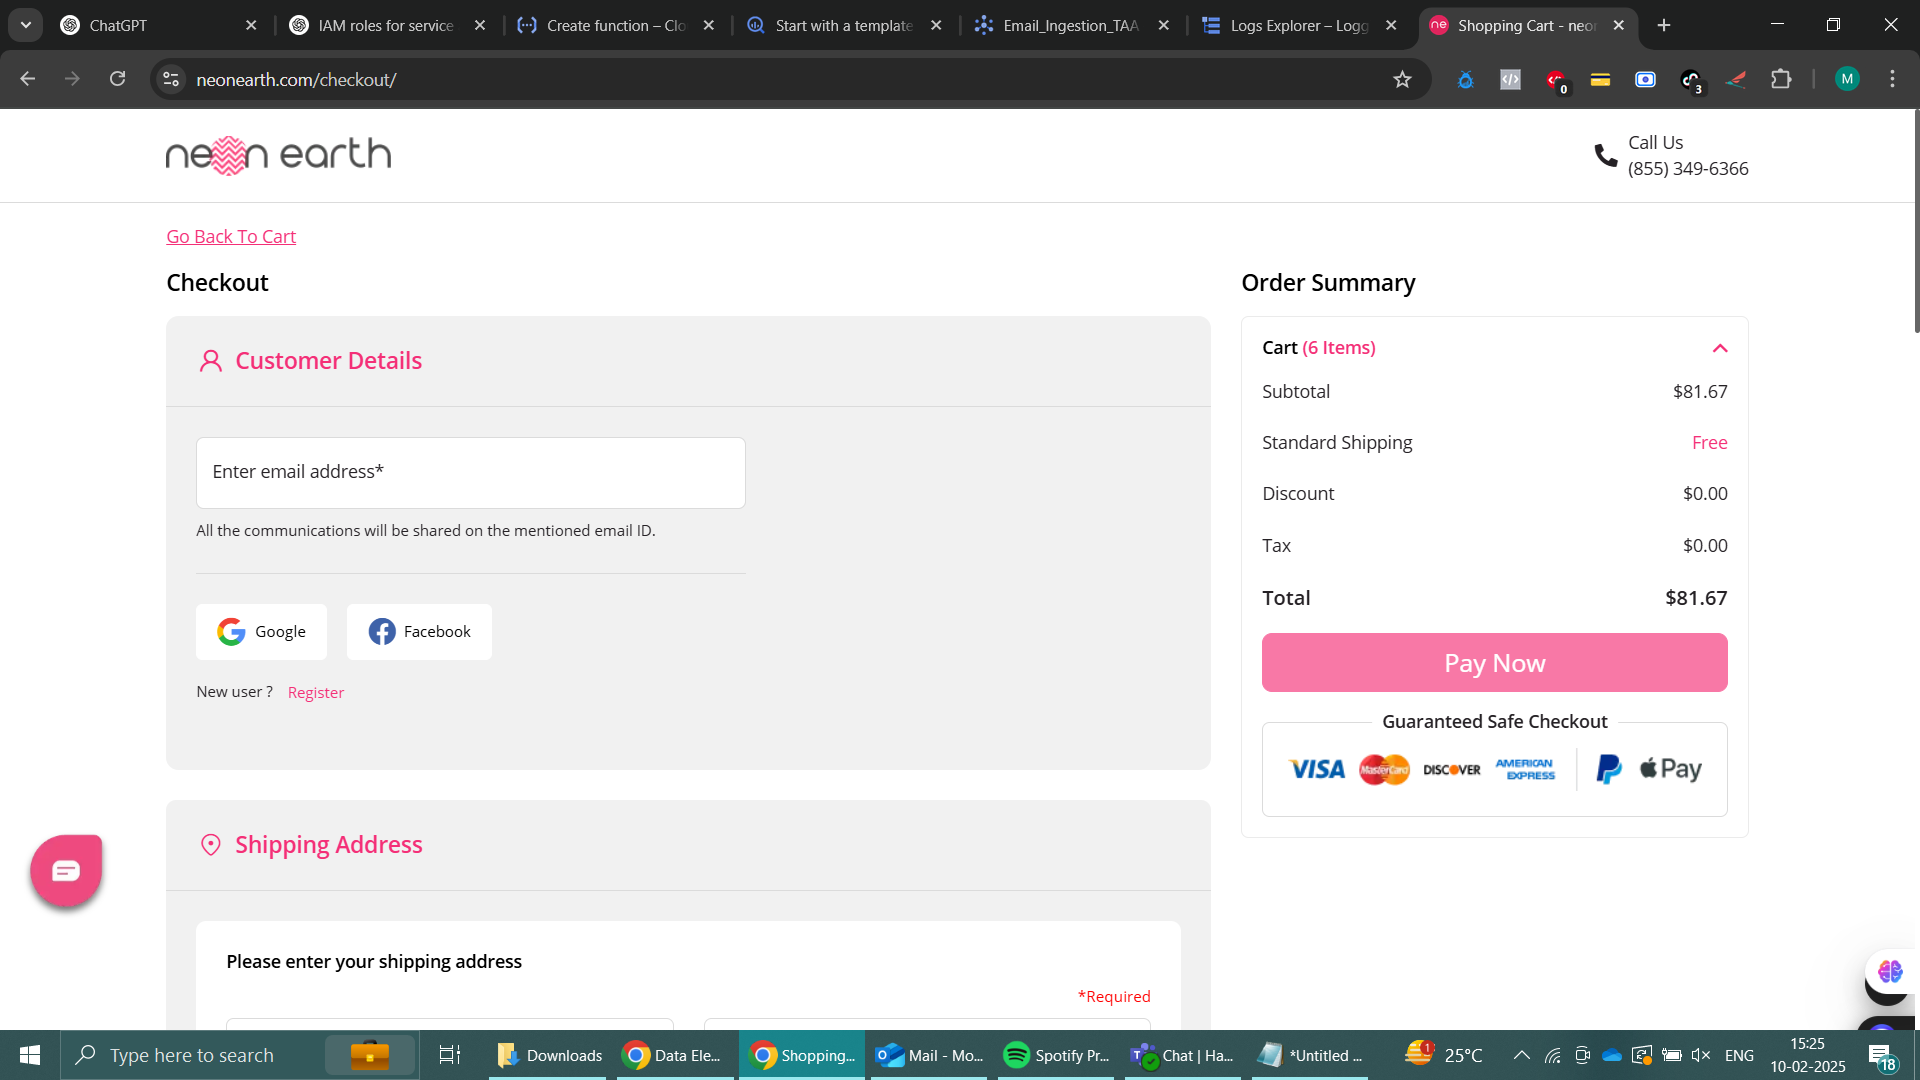 ChatGPT
IAM roles for service
Create function – Clo
Start with a template
Email_Ingestion_TAA
Logs Explorer – Logg
Shopping Cart - neon
neonearth.com/checkout/
0
3
M
neon earth
Call Us
(855) 349-6366
Go Back To Cart
Checkout
Customer Details
Enter email address*
All the communications will be shared on the mentioned email ID.
Google
Facebook
New user ? Register
Shipping Address
Please enter your shipping address
*Required
Order Summary
Cart (6 Items)
Subtotal $81.67
Standard Shipping Free
Discount $0.00
Tax $0.00
Total $81.67
Pay Now
Guaranteed Safe Checkout
VISA MasterCard DISCOVER AMERICAN EXPRESS Pay
Type here to search
Downloads
Data Ele...
Shopping...
Mail - Mo...
Spotify Pr...
Chat | Ha...
*Untitled ...
1
25°C
ENG
15:25
10-02-2025
18